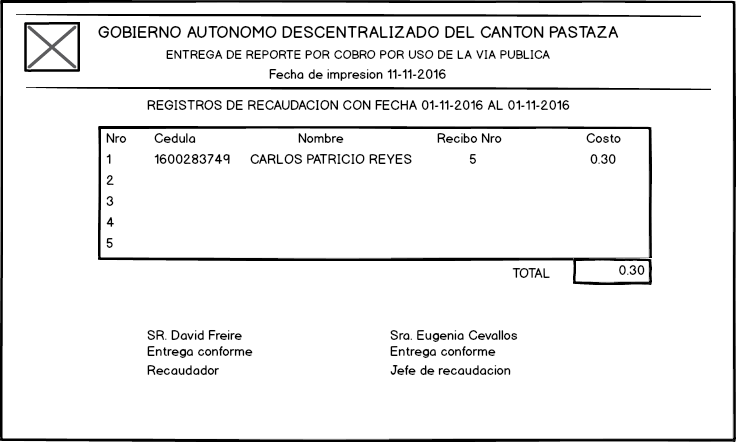 GOBIERNO AUTONOMO DESCENTRALIZADO DEL CANTON PASTAZA
ENTREGA DE REPORTE POR COBRO POR USO DE LA VIA PUBLICA
Fecha de impresion 11-11-2016
REGISTROS DE RECAUDACION CON FECHA 01-11-2016 AL 01-11-2016
Nro Cedula Nombre Recibo Nro Costo
1 1600283749 CARLOS PATRICIO REYES 5 0.30
2
3
4
5
TOTAL 0.30
SR. David Freire Sra. Eugenia Cevallos
Entrega conforme Entrega conforme
Recaudador Jefe de recaudacion